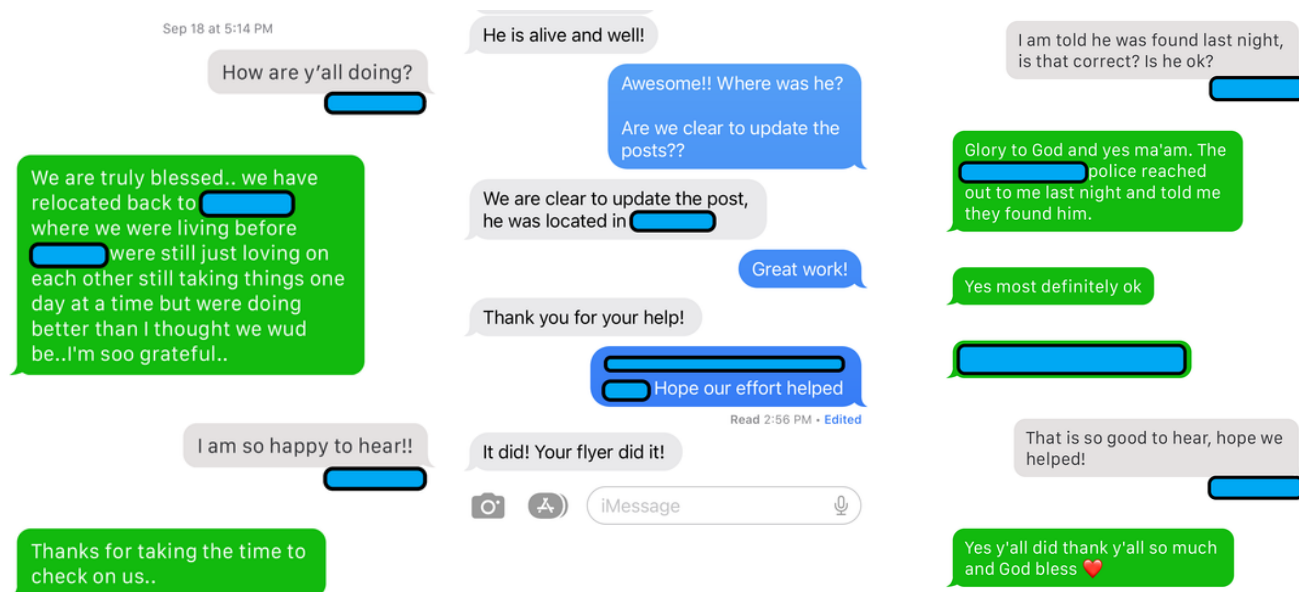 Sep 18 at 5:14 PM
How are y'all doing?
We are truly blessed.. we have
relocated back to
where we were living before
were still just loving on
each other still taking things one
day at a time but were doing
better than I thought we wud
be..I'm soo grateful..
I am so happy to hear!!
Thanks for taking the time to
check on us..
He is alive and well!
Awesome!! Where was he?
Are we clear to update the
posts??
We are clear to update the post,
he was located in
Great work!
Thank you for your help!
Hope our effort helped
Read 2:56 PM • Edited
It did! Your flyer did it!
iMessage
I am told he was found last night,
is that correct? Is he ok?
Glory to God and yes ma'am. The
police reached
out to me last night and told me
they found him.
Yes most definitely ok
That is so good to hear, hope we
helped!
Yes y'all did thank y'all so much
and God bless ❤️